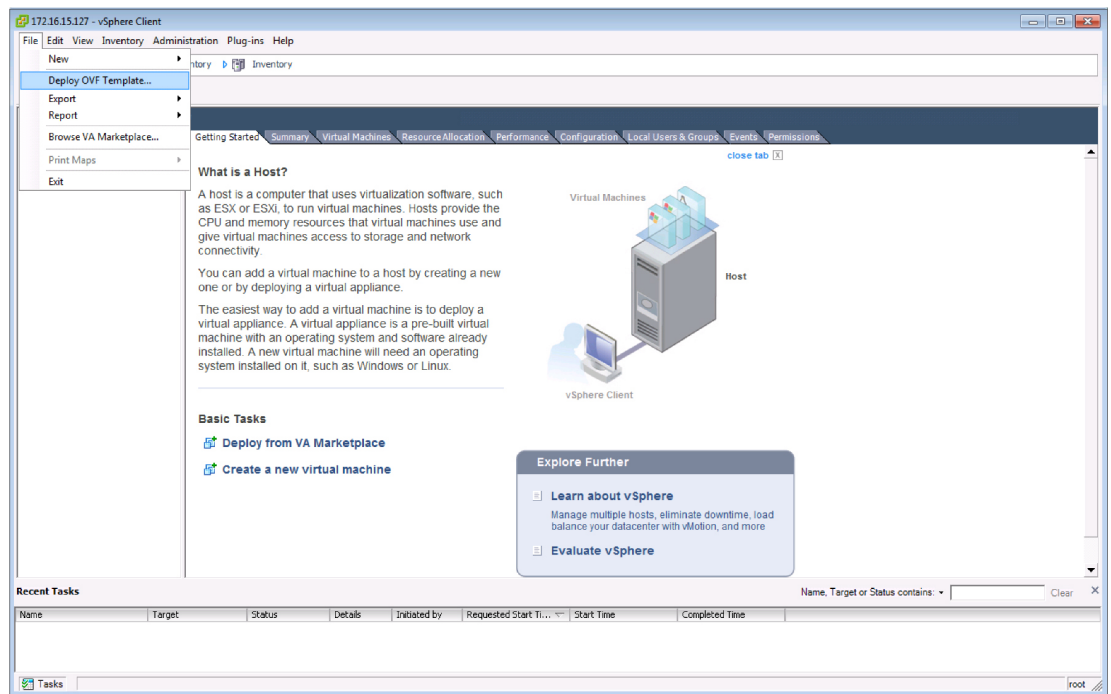 172.16.15.127 - vSphere Client
File Edit View Inventory Administration Plug-ins Help
New
ntory Inventory
Deploy OVF Template...
Export
Report
Browse VA Marketplace...
Print Maps
Exit
Getting Started Summary Virtual Machines Resource Allocation Performance Configuration Local Users & Groups Events Permissions
close tab X
What is a Host?
A host is a computer that uses virtualization software, such
as ESX or ESXi, to run virtual machines. Hosts provide the
CPU and memory resources that virtual machines use and
give virtual machines access to storage and network
connectivity.
You can add a virtual machine to a host by creating a new
one or by deploying a virtual appliance.
The easiest way to add a virtual machine is to deploy a
virtual appliance. A virtual appliance is a pre-built virtual
machine with an operating system and software already
installed. A new virtual machine will need an operating
system installed on it, such as Windows or Linux.
Virtual Machines
Host
vSphere Client
Basic Tasks
Deploy from VA Marketplace
Create a new virtual machine
Explore Further
Learn about vSphere
Manage multiple hosts, eliminate downtime, load
balance your datacenter with vMotion, and more
Evaluate vSphere
Recent Tasks
Name, Target or Status contains: Clear X
Name Target Status Details Initiated by Requested Start Ti... Start Time Completed Time
Tasks
root